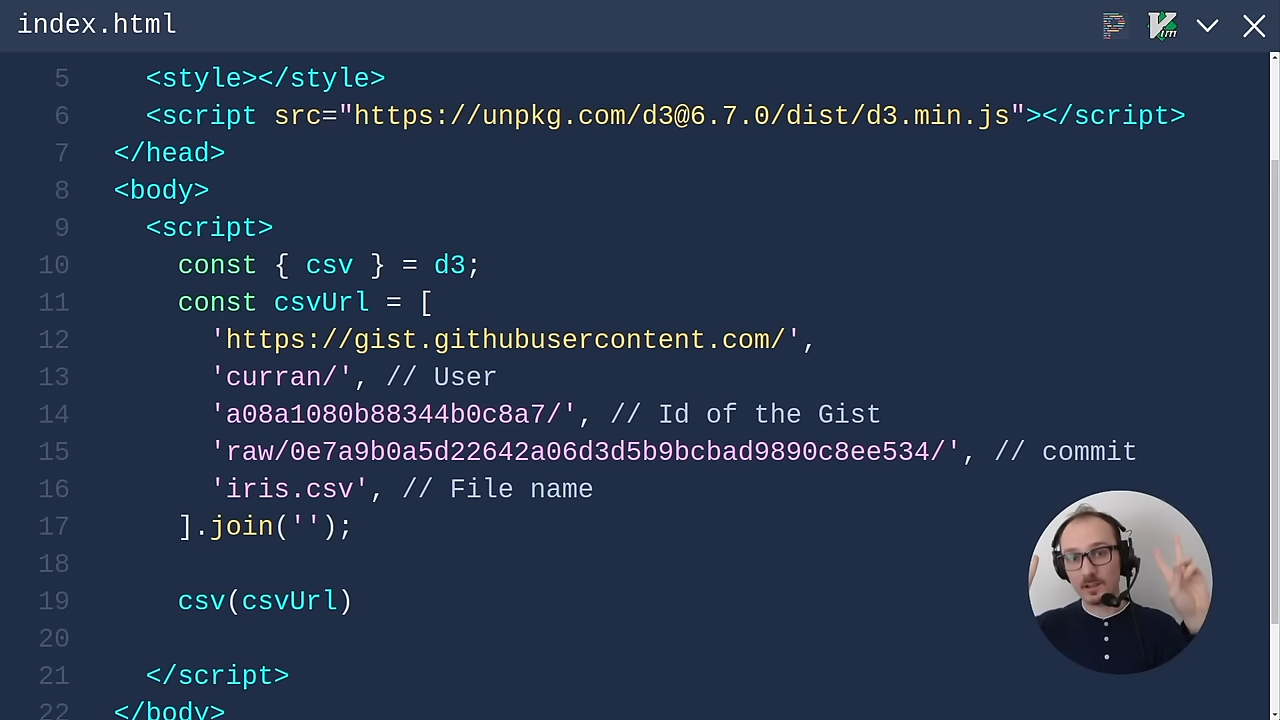 index.html
5 <style></style>
6 <script src="https://unpkg.com/d3@6.7.0/dist/d3.min.js"></script>
7 </head>
8 <body>
9 <script>
10 const { csv } = d3;
11 const csvUrl = [
12 'https://gist.githubusercontent.com/',
13 'curran/', // User
14 'a08a1080b88344b0c8a7/', // Id of the Gist
15 'raw/0e7a9b0a5d22642a06d3d5b9bcbad9890c8ee534/', // commit
16 'iris.csv', // File name
17 ].join('');
18
19 csv(csvUrl)
20
21 </script>
22 </body>